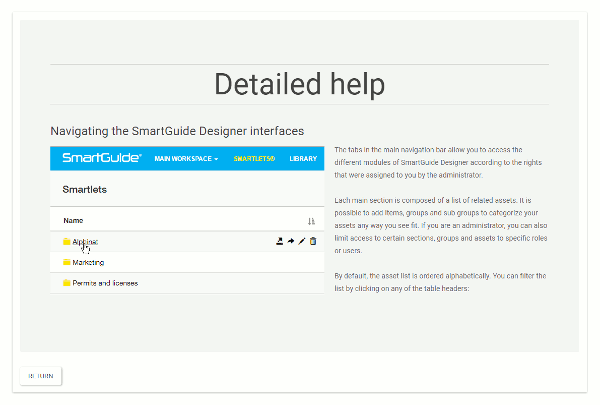 Detailed help
Navigating the SmartGuide Designer interfaces
SmartGuide® MAIN WORKSPACE SMARTLETS® LIBRARY
Smartlets
Name
Alphinat
Marketing
Permits and licenses
The tabs in the main navigation bar allow you to access the
different modules of SmartGuide Designer according to the rights
that were assigned to you by the administrator.
Each main section is composed of a list of related assets. It is
possible to add items, groups and sub groups to categorize your
assets any way you see fit. If you are an administrator, you can also
limit access to certain sections, groups and assets to specific roles
or users.
By default, the asset list is ordered alphabetically. You can filter the
list by clicking on any of the table headers:
RETURN